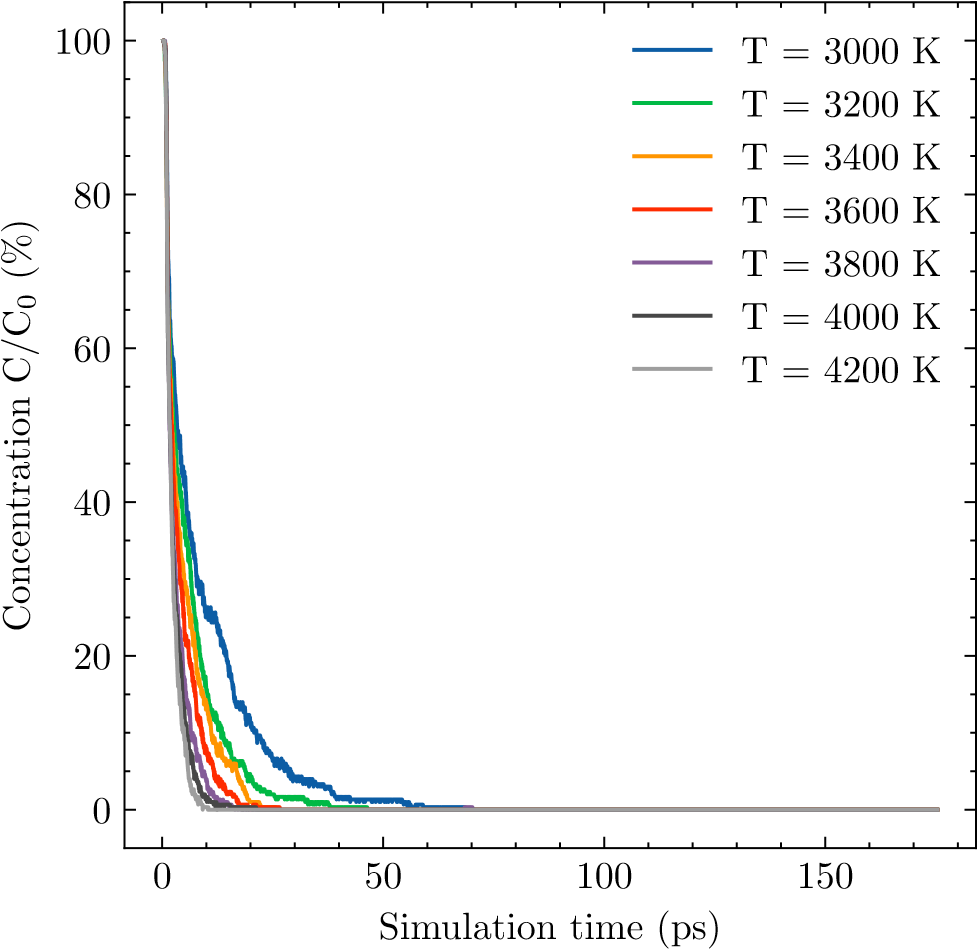 100
80
60
40
20
0
Concentration C/C₀ (%)
T = 3000 K
T = 3200 K
T = 3400 K
T = 3600 K
T = 3800 K
T = 4000 K
T = 4200 K
0 50 100 150
Simulation time (ps)